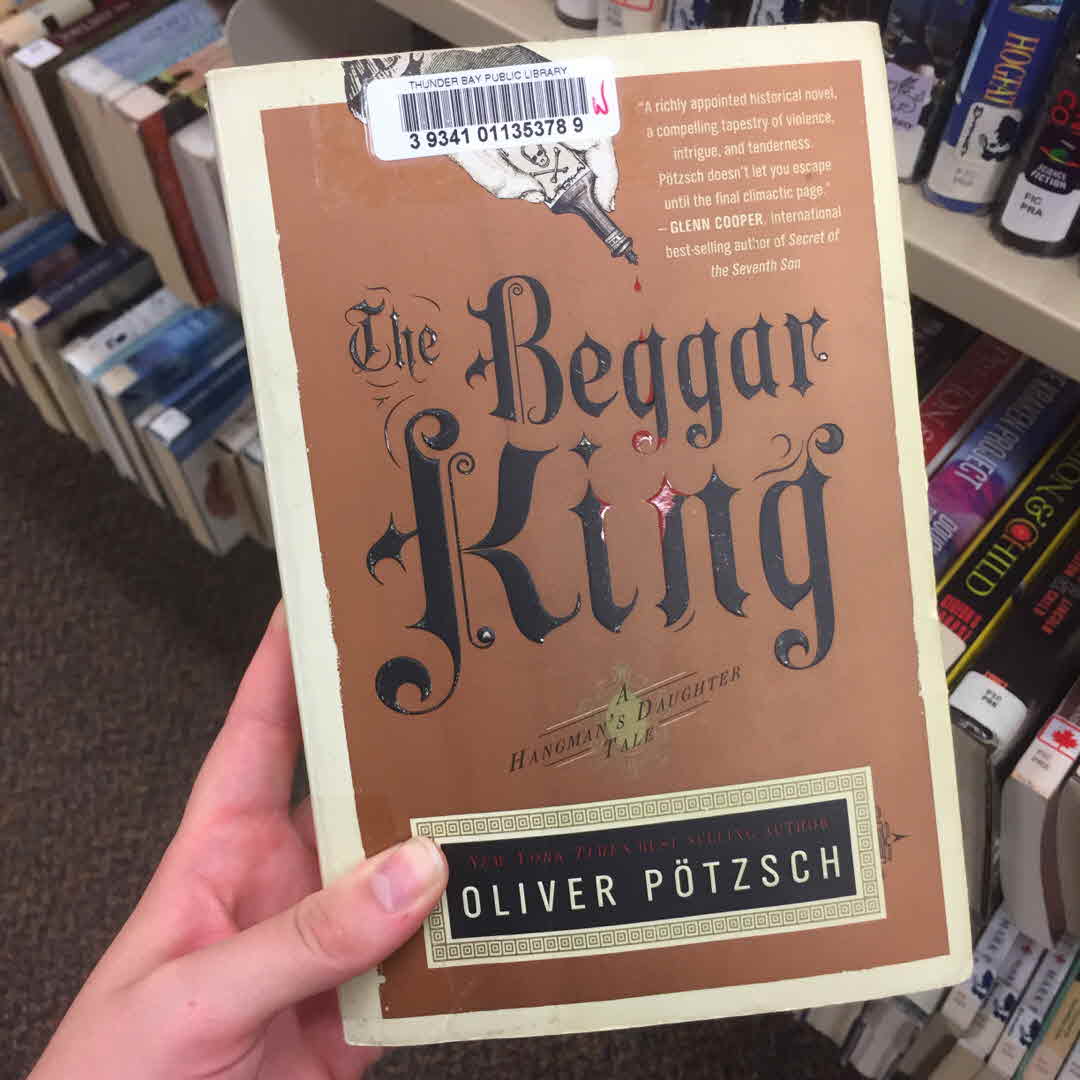 THUNDER BAY PUBLIC LIBRARY
3 9341 01135378 9
"A richly appointed historical novel,
a compelling tapestry of violence,
intrigue, and tenderness.
Pötzsch doesn't let you escape
until the final climactic page."
— GLENN COOPER, international
best-selling author of Secret of
the Seventh Son
The Beggar
King
A
HANGMAN'S DAUGHTER
TALE
NEW YORK TIMES BEST-SELLING AUTHOR
OLIVER PÖTZSCH
SCIENCE
FICTION
FIC
PRA
PROJECT
& CHILD
FIC
PRE